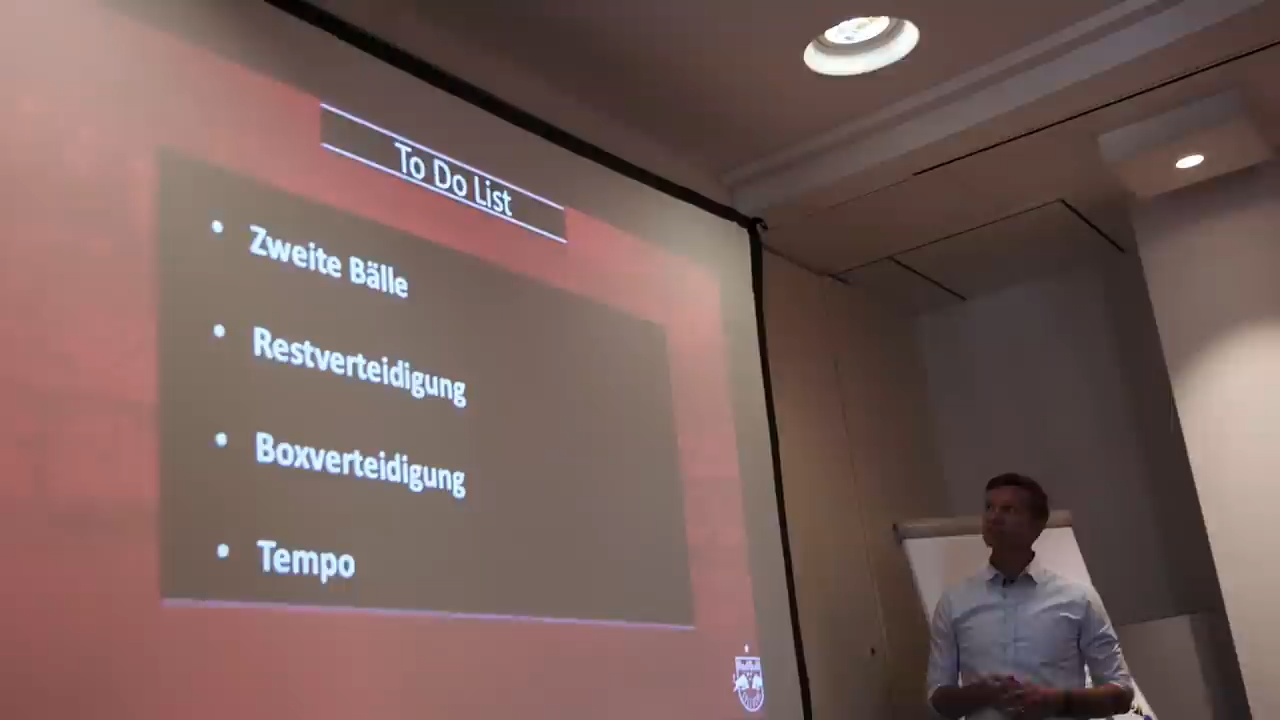 To Do List
• Zweite Bälle
• Restverteidigung
• Boxverteidigung
• Tempo